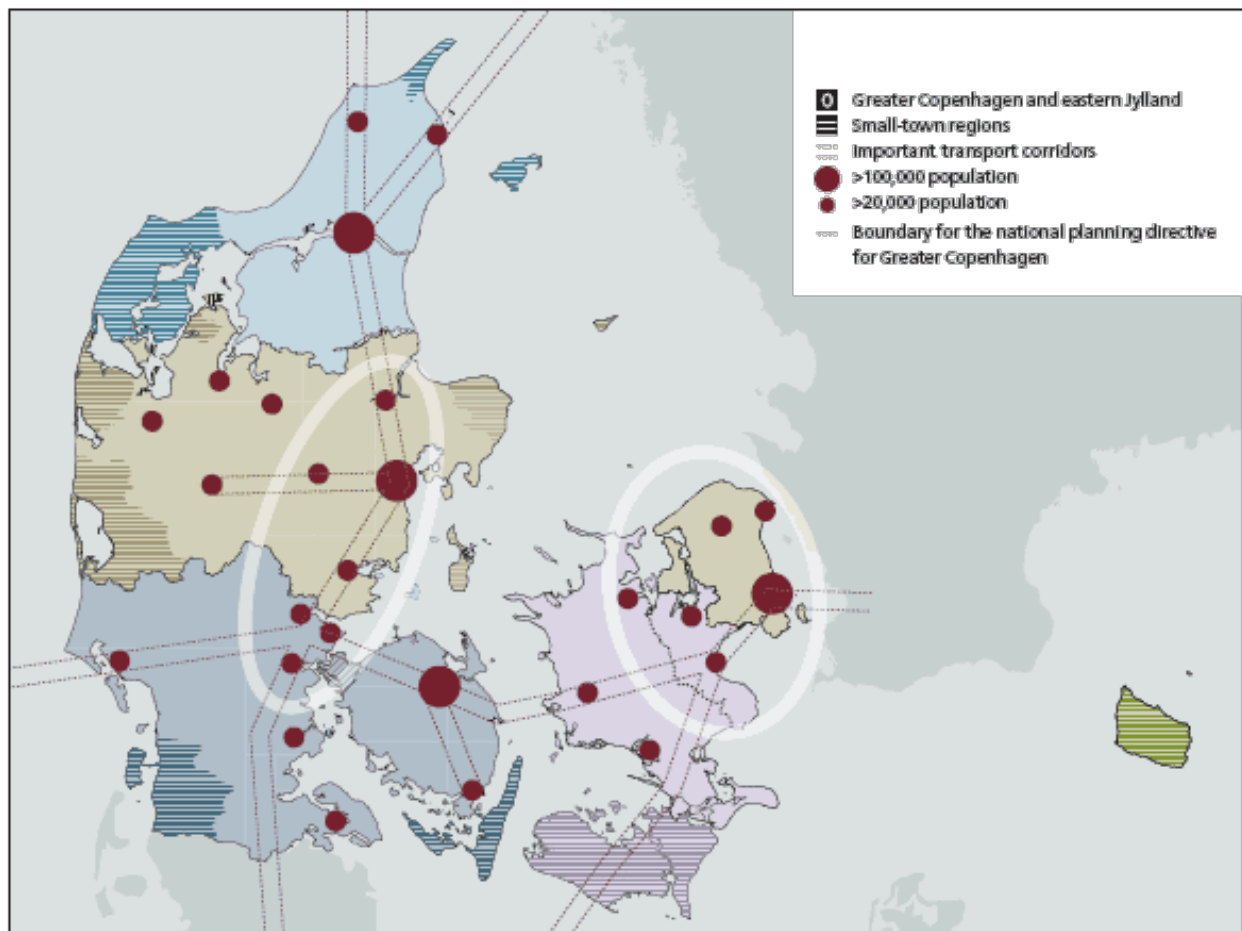 Greater Copenhagen and eastern Jylland
Small-town regions
Important transport corridors
>100,000 population
>20,000 population
Boundary for the national planning directive
for Greater Copenhagen